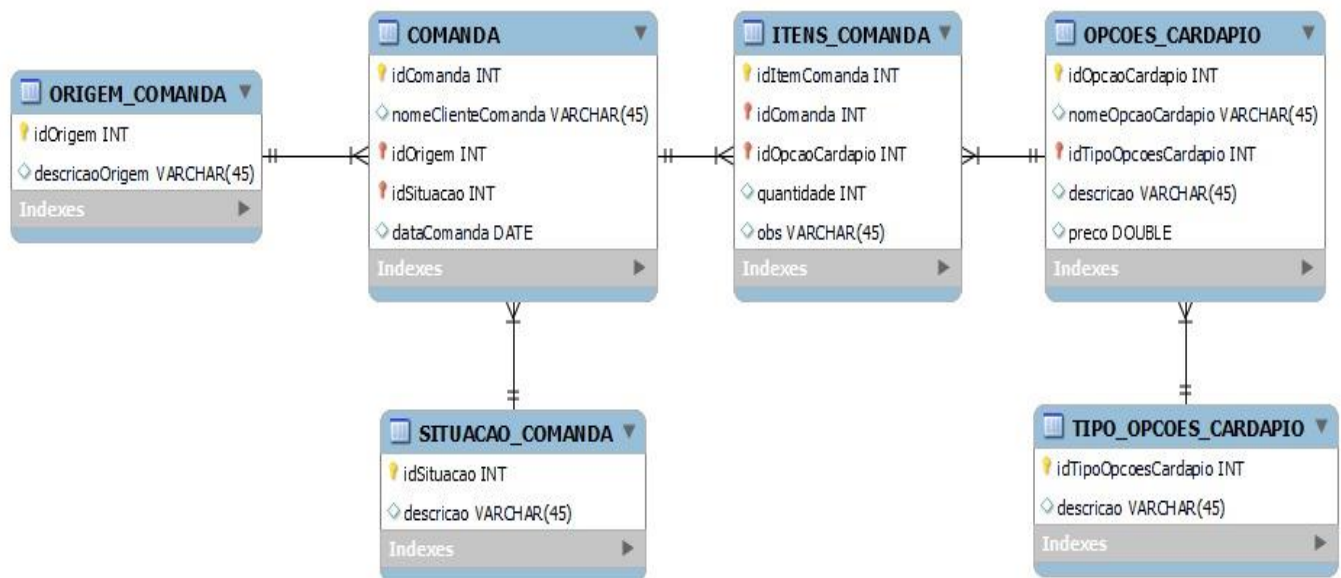 ORIGEM_COMANDA
idOrigem INT
descricaoOrigem VARCHAR(45)
Indexes
COMANDA
idComanda INT
nomeClienteComanda VARCHAR(45)
idOrigem INT
idSituacao INT
dataComanda DATE
Indexes
ITENS_COMANDA
idItemComanda INT
idComanda INT
idOpcaoCardapio INT
quantidade INT
obs VARCHAR(45)
Indexes
OPCOES_CARDAPIO
idOpcaoCardapio INT
nomeOpcaoCardapio VARCHAR(45)
idTipoOpcoesCardapio INT
descricao VARCHAR(45)
preco DOUBLE
Indexes
SITUACAO_COMANDA
idSituacao INT
descricao VARCHAR(45)
Indexes
TIPO_OPCOES_CARDAPIO
idTipoOpcoesCardapio INT
descricao VARCHAR(45)
Indexes